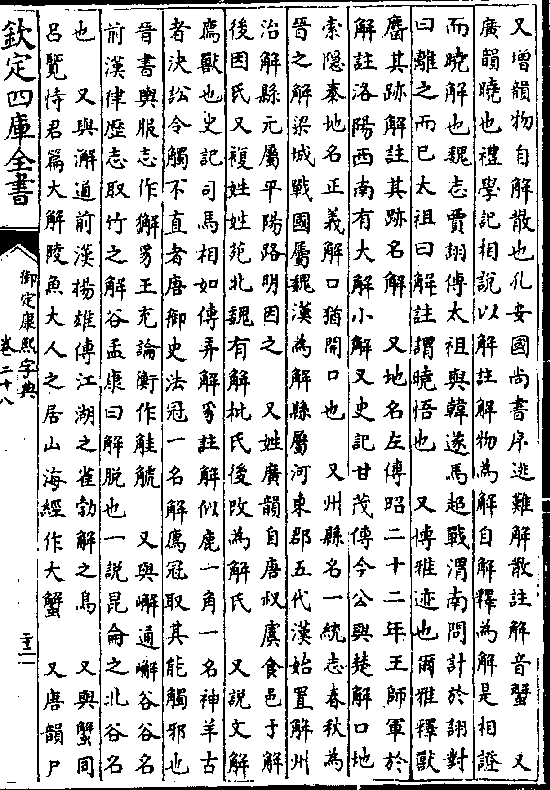 又增韻物自解散也孔安國尚書序逃難解散註解音蟹　又
廣韻曉也禮學記相說以解註解物為解自解釋為解是相證
而曉解也魏志賈詡傳太祖與韓遂馬超戰渭南問計於詡對
曰離之而已太祖曰解註謂曉悟也　又博雅迹也爾雅釋獸
麕其跡解註其跡名解　又地名左傳昭二十二年王師軍於
解註洛陽西南有大解小解　又史記甘茂傳今公與楚解口地
索隱秦地名正義解口猶開口也　又州縣名一統志春秋為
晉之解梁城戰國屬魏漢為解縣屬河東郡五代漢始置解州
治解縣元屬平陽路明因之　又姓廣韻自唐叔虞食邑于解
後因氏又複姓姓苑北魏有解枇氏後改為解氏　又說文解
廌獸也史記司馬相如傳弄解豸註解似鹿一角一名神羊古
者決訟令觸不直者唐御史法冠一名解廌冠取其能觸邪也
晉書輿服志作獬豸王充論衡作觟䚦　又與嶰通嶰谷谷名
前漢律歷志取竹之解谷孟康曰解脫也一說昆侖之北谷名
也　又與澥通前漢揚雄傳江湖之雀勃解之鳥　又與蟹同
呂覽恃君篇大解陵魚大人之居山海經作大蟹　又唐韻戶
欽定四庫全書
御定康熙字典
卷二十八